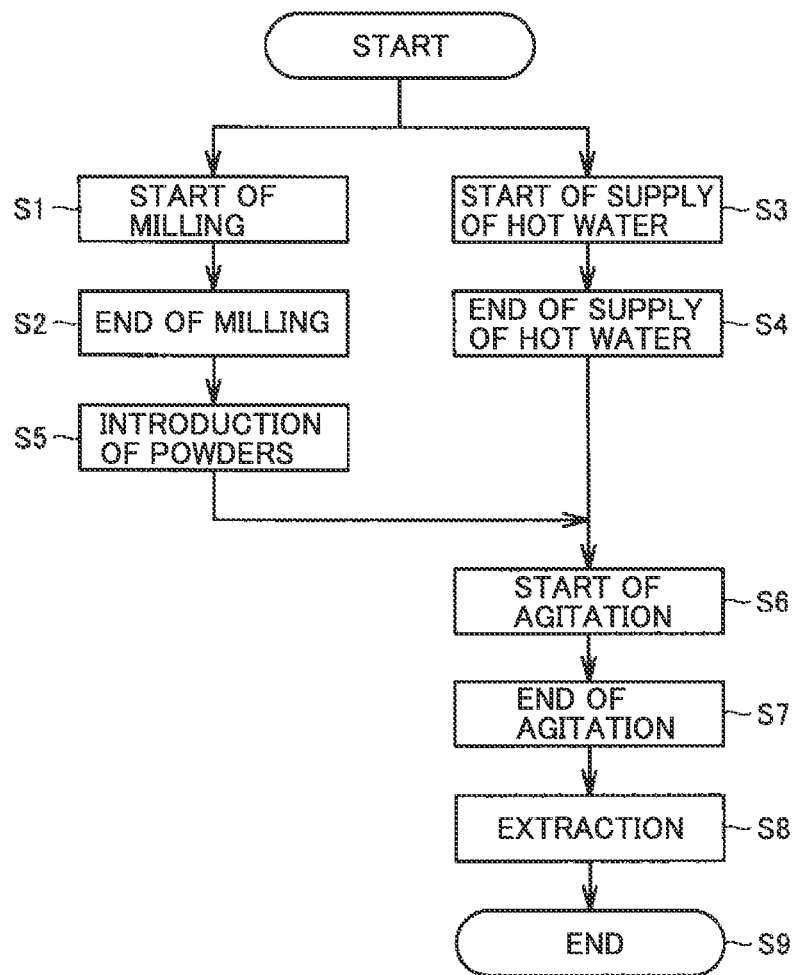 START
S1
START OF
MILLING
START OF SUPPLY
OF HOT WATER
S3
S2
END OF MILLING
END OF SUPPLY
OF HOT WATER
S4
S5
INTRODUCTION
OF POWDERS
START OF
AGITATION
S6
END OF
AGITATION
S7
EXTRACTION
S8
END
S9